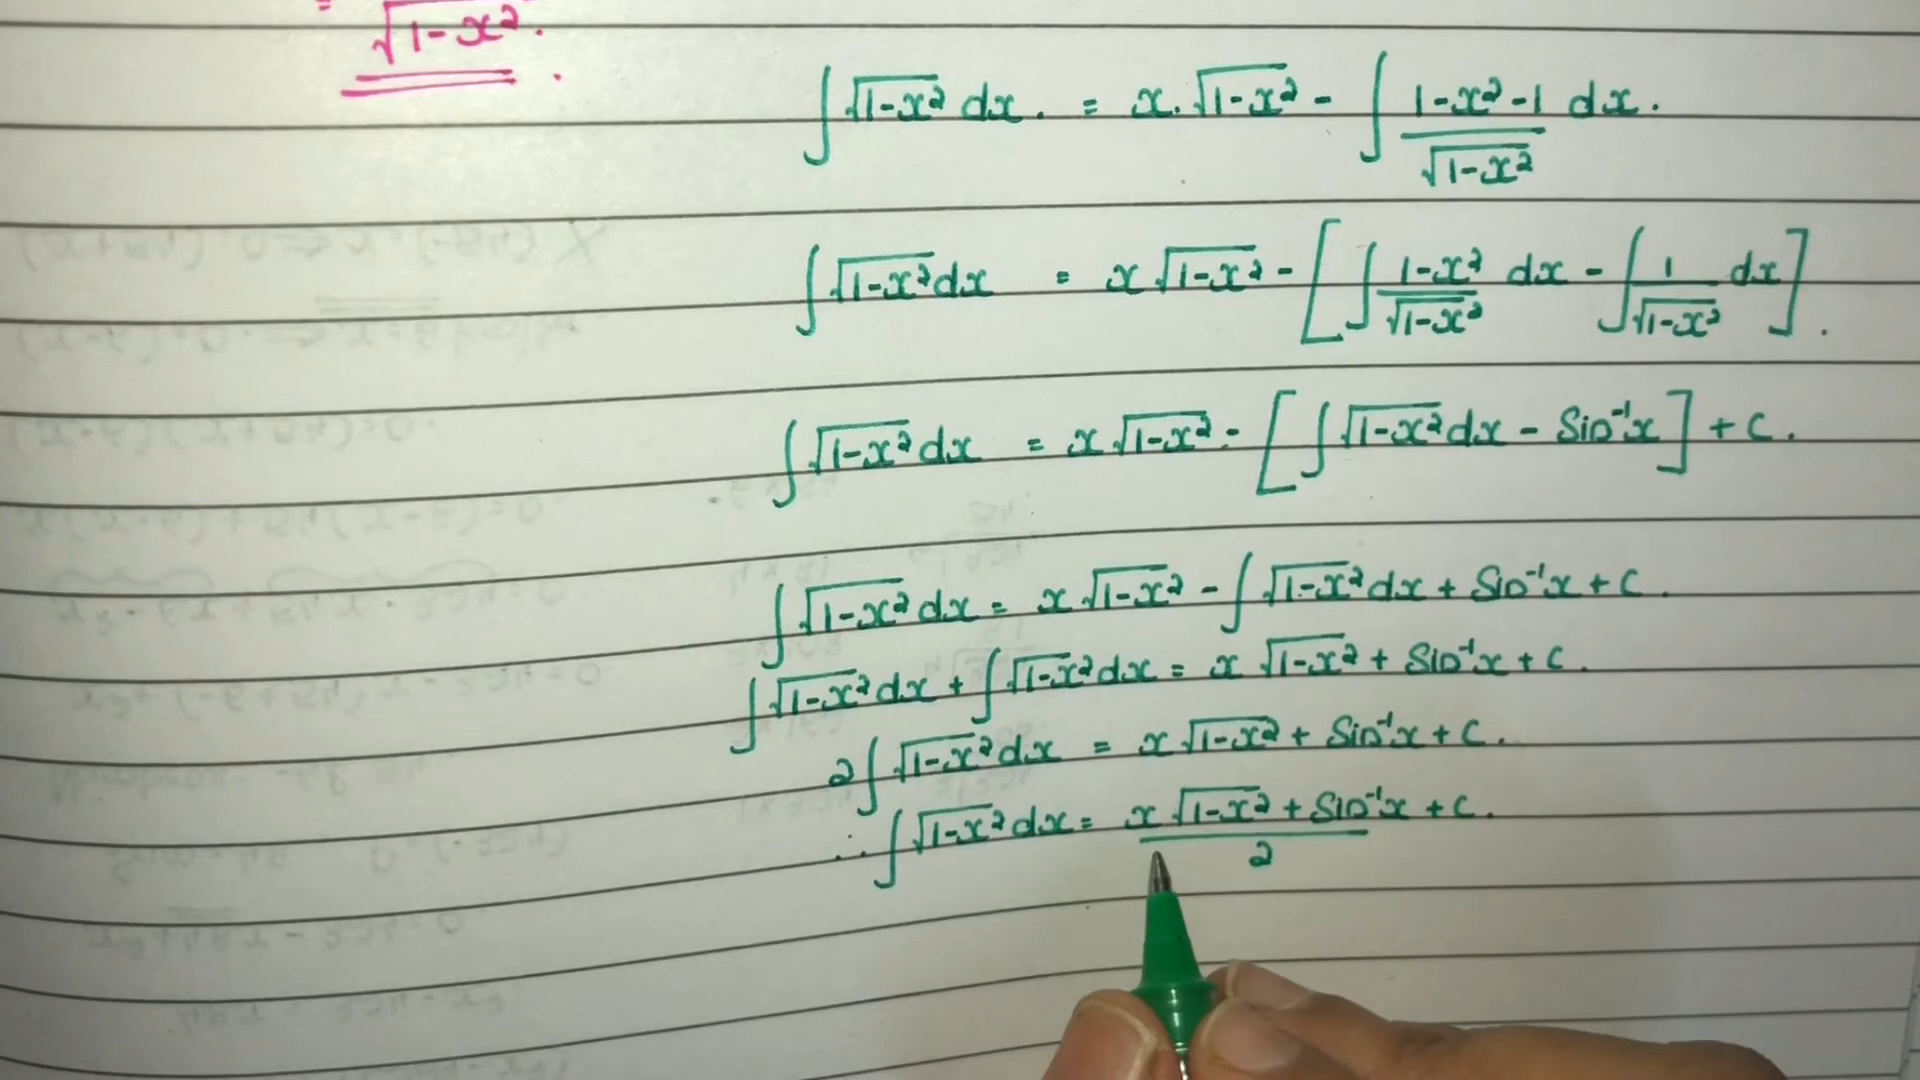 = √(1-x²).
∫ √(1-x²) dx. = x.√(1-x²) - ∫ (1-x²-1)/√(1-x²) dx.
∫ √(1-x²) dx = x √(1-x²) - [∫ (1-x²)/√(1-x²) dx - ∫ 1/√(1-x²) dx].
∫ √(1-x²) dx = x √(1-x²) - [∫ √(1-x²) dx - Sin⁻¹x] + c.
∫ √(1-x²) dx = x √(1-x²) - ∫ √(1-x²) dx + Sin⁻¹x + c.
∫ √(1-x²) dx + ∫ √(1-x²) dx = x √(1-x²) + Sin⁻¹x + c.
2∫ √(1-x²) dx = x √(1-x²) + Sin⁻¹x + c.
∴ ∫ √(1-x²) dx = (x √(1-x²) + Sin⁻¹x)/2 + c.